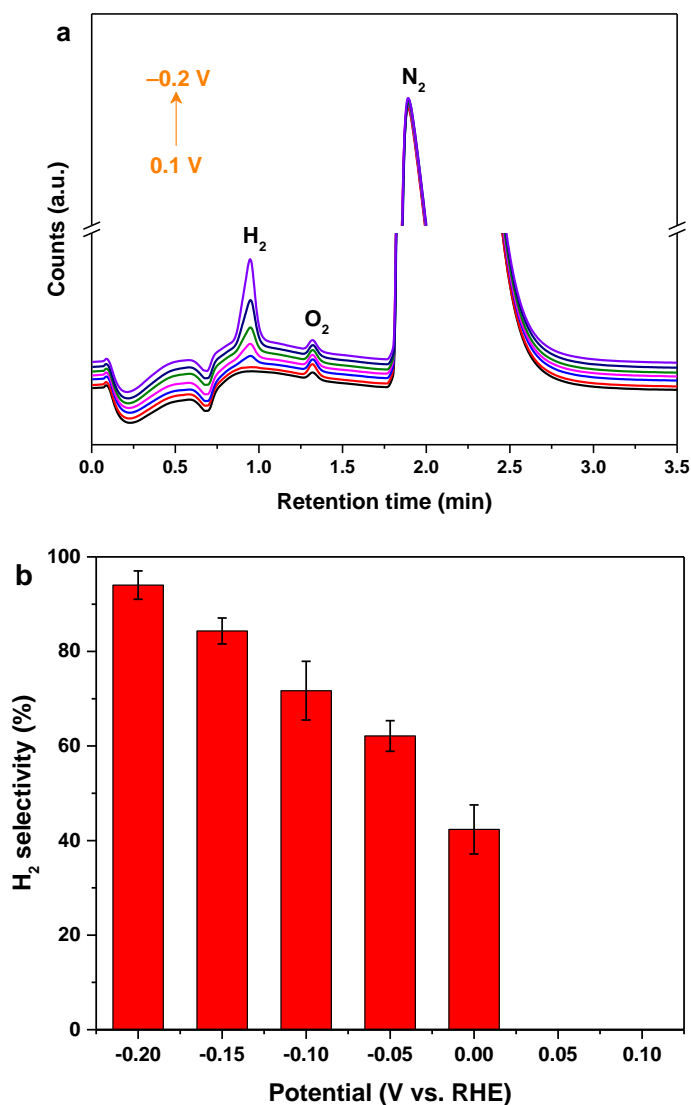 a
–0.2 V
0.1 V
H2
O2
N2
Counts (a.u.)
0.0 0.5 1.0 1.5 2.0 2.5 3.0 3.5
Retention time (min)
b
100
80
60
40
20
0
H2 selectivity (%)
-0.20 -0.15 -0.10 -0.05 0.00 0.05 0.10
Potential (V vs. RHE)